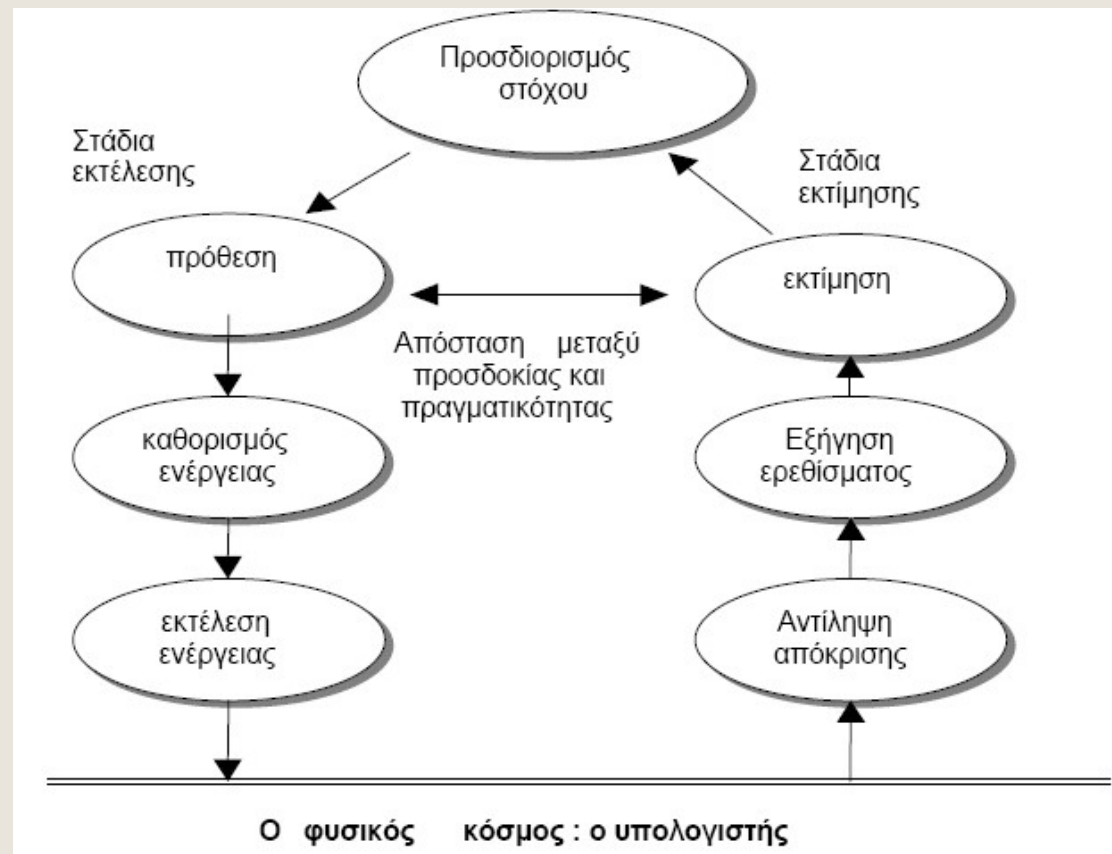 Προσδιορισμός
στόχου
Στάδια
εκτέλεσης
Στάδια
εκτίμησης
πρόθεση
εκτίμηση
Απόσταση μεταξύ
προσδοκίας και
πραγματικότητας
καθορισμός
ενέργειας
Εξήγηση
ερεθίσματος
εκτέλεση
ενέργειας
Αντίληψη
απόκρισης
Ο φυσικός κόσμος : ο υπολογιστής